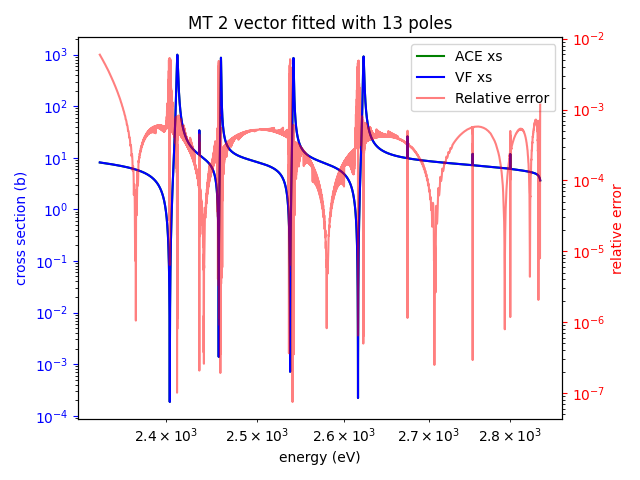 MT 2 vector fitted with 13 poles
ACE xs
VF xs
Relative error
10³
10²
10¹
10⁰
10⁻¹
10⁻²
10⁻³
10⁻⁴
cross section (b)
10⁻²
10⁻³
10⁻⁴
10⁻⁵
10⁻⁶
10⁻⁷
relative error
2.4 × 10³ 2.5 × 10³ 2.6 × 10³ 2.7 × 10³ 2.8 × 10³
energy (eV)